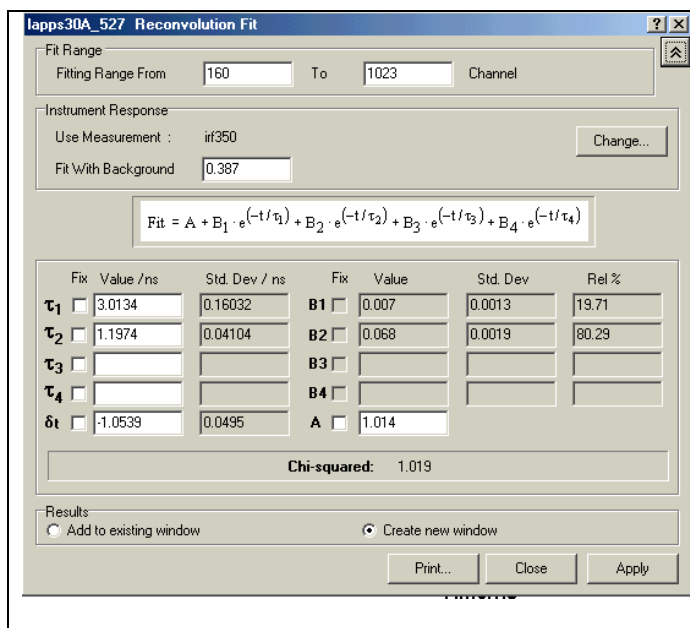 lapps30A_527 Reconvolution Fit
Fit Range
Fitting Range From 160 To 1023 Channel
Instrument Response
Use Measurement : irf350 Change...
Fit With Background 0.387
Fit = A + B1 · e(-t/τ1) + B2 · e(-t/τ2) + B3 · e(-t/τ3) + B4 · e(-t/τ4)
Fix Value /ns Std. Dev / ns Fix Value Std. Dev Rel %
τ1 3.0134 0.16032 B1 0.007 0.0013 19.71
τ2 1.1974 0.04104 B2 0.068 0.0019 80.29
τ3 B3
τ4 B4
δt -1.0539 0.0495 A 1.014
Chi-squared: 1.019
Results
Add to existing window Create new window
Print... Close Apply